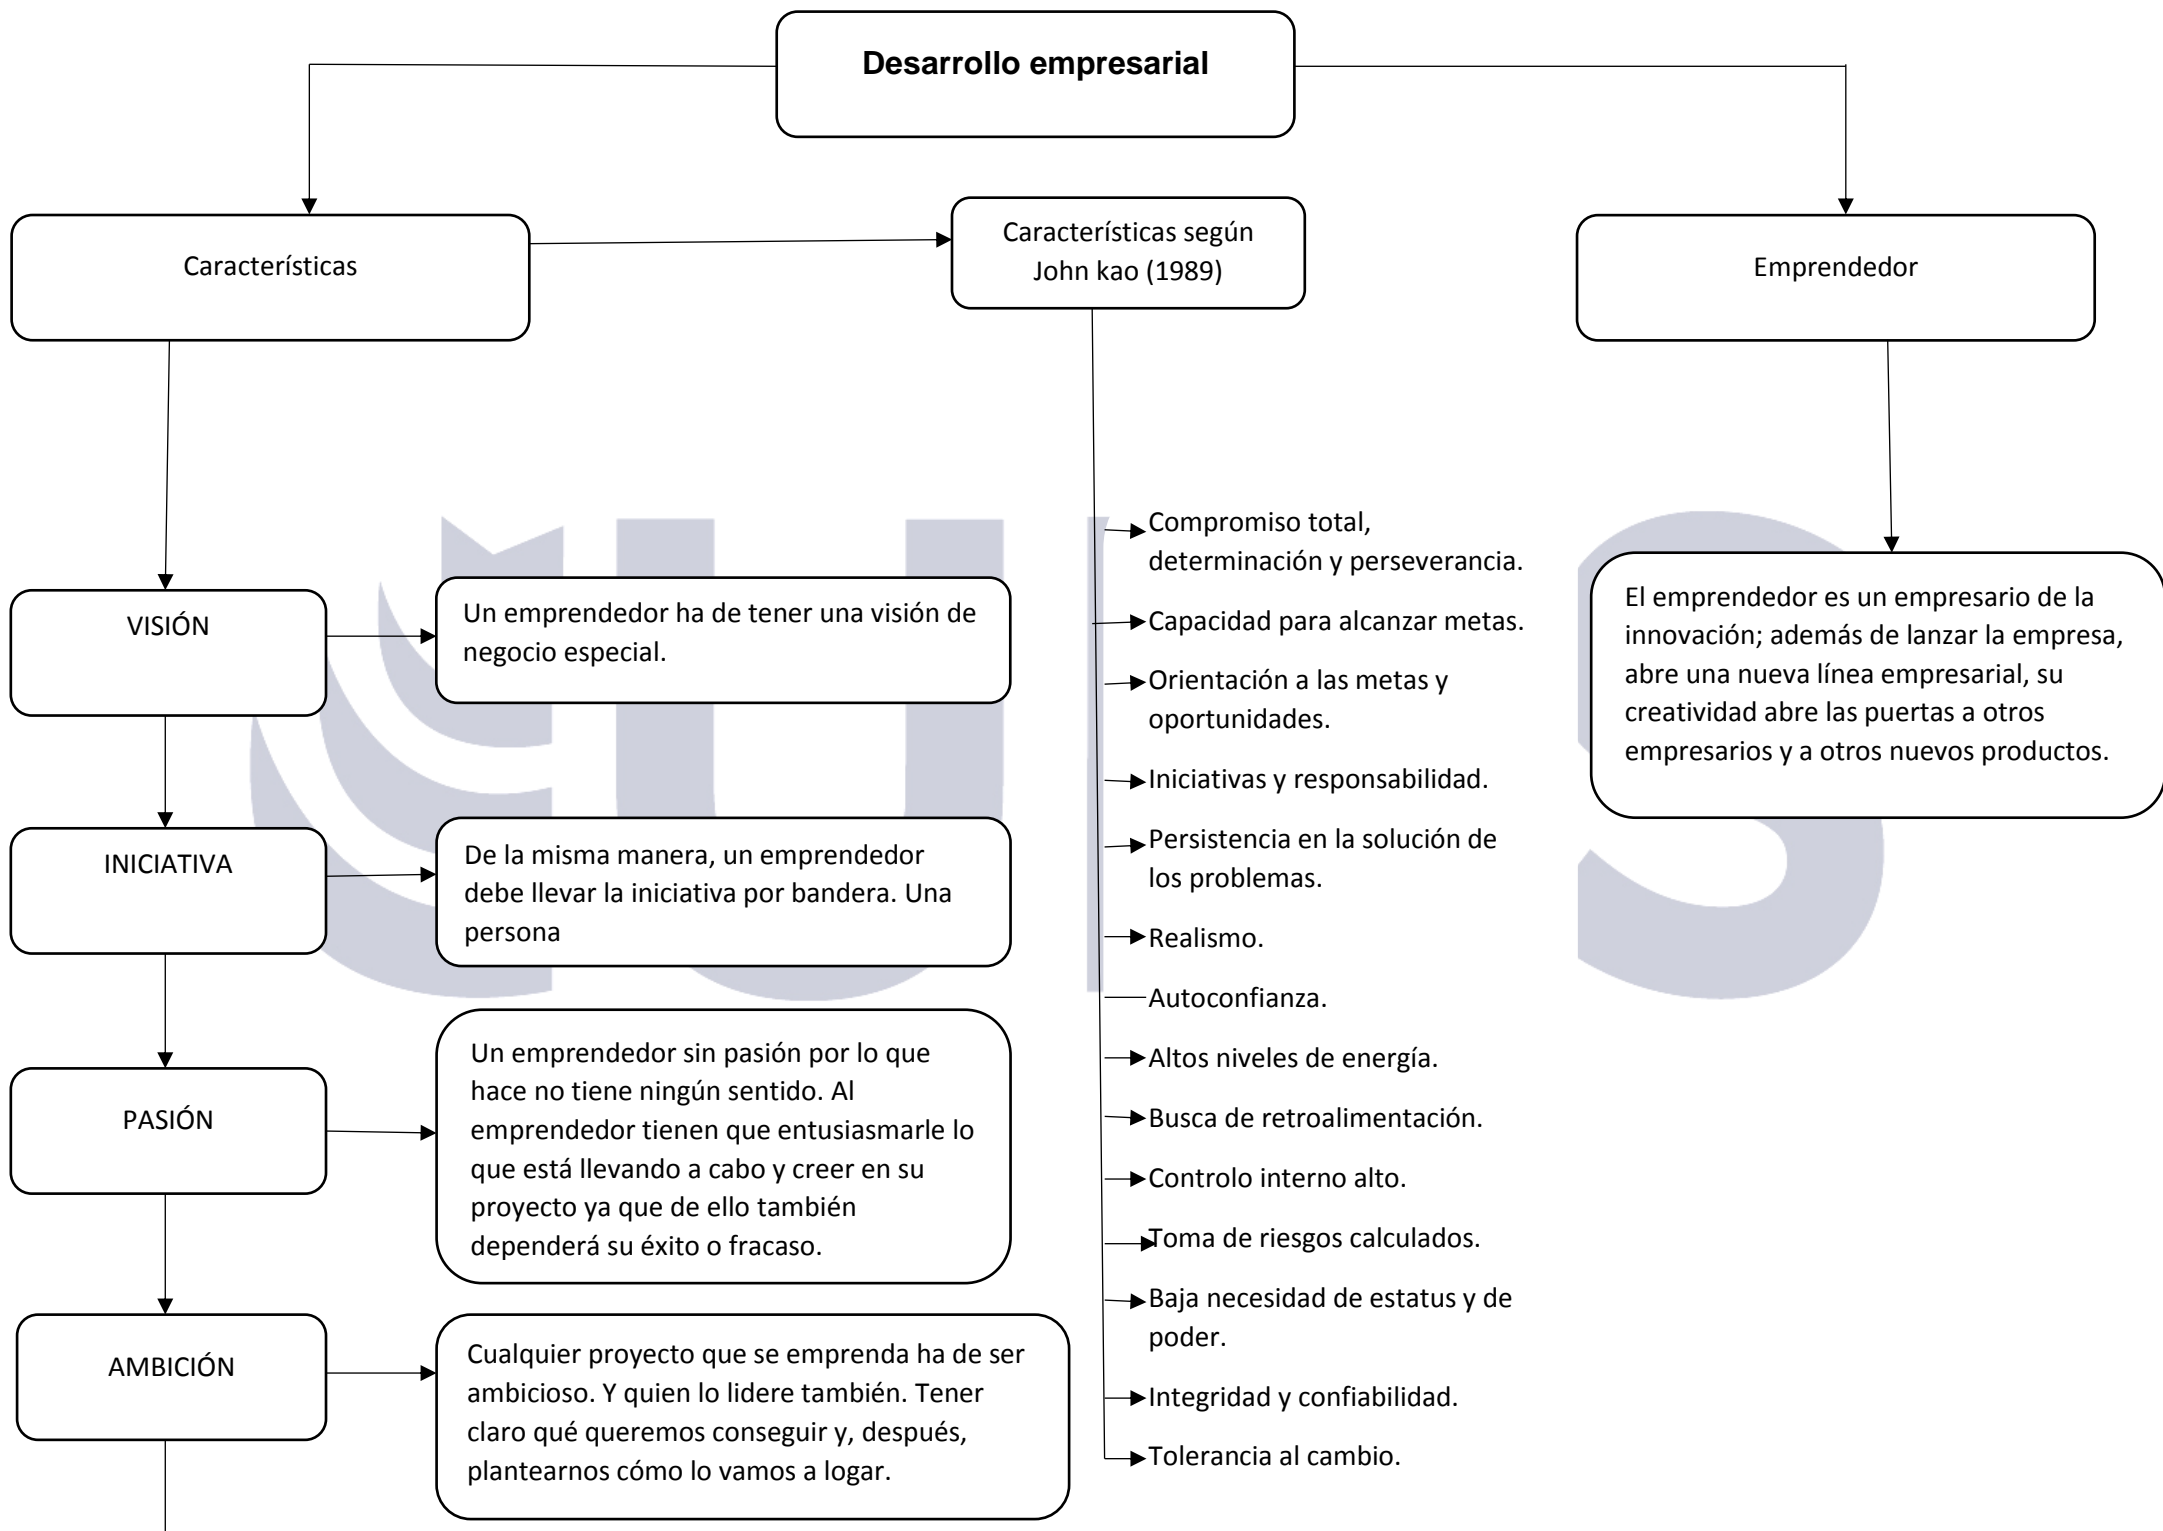 Desarrollo empresarial
Características
Características según
John kao (1989)
Emprendedor
VISIÓN
Un emprendedor ha de tener una visión de
negocio especial.
INICIATIVA
De la misma manera, un emprendedor
debe llevar la iniciativa por bandera. Una
persona
PASIÓN
Un emprendedor sin pasión por lo que
hace no tiene ningún sentido. Al
emprendedor tienen que entusiasmarle lo
que está llevando a cabo y creer en su
proyecto ya que de ello también
dependerá su éxito o fracaso.
AMBICIÓN
Cualquier proyecto que se emprenda ha de ser
ambicioso. Y quien lo lidere también. Tener
claro qué queremos conseguir y, después,
plantearnos cómo lo vamos a logar.
Compromiso total,
determinación y perseverancia.
Capacidad para alcanzar metas.
Orientación a las metas y
oportunidades.
Iniciativas y responsabilidad.
Persistencia en la solución de
los problemas.
Realismo.
Autoconfianza.
Altos niveles de energía.
Busca de retroalimentación.
Controlo interno alto.
Toma de riesgos calculados.
Baja necesidad de estatus y de
poder.
Integridad y confiabilidad.
Tolerancia al cambio.
El emprendedor es un empresario de la
innovación; además de lanzar la empresa,
abre una nueva línea empresarial, su
creatividad abre las puertas a otros
empresarios y a otros nuevos productos.